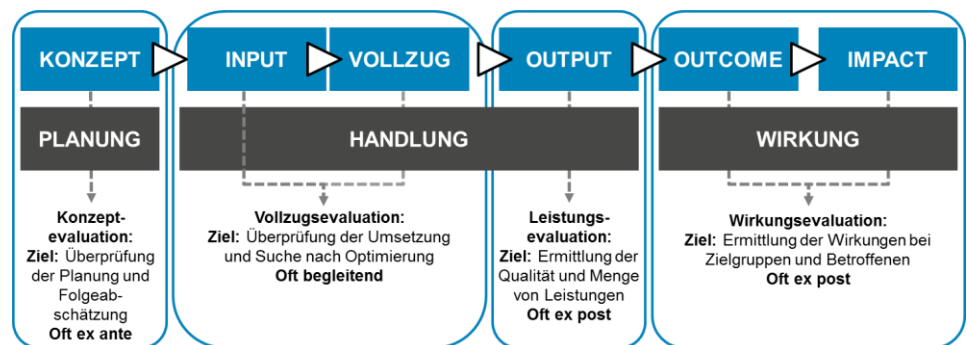 KONZEPT
INPUT
VOLLZUG
OUTPUT
OUTCOME
IMPACT
PLANUNG
HANDLUNG
WIRKUNG
Konzept-
evaluation:
Ziel: Überprüfung
der Planung und
Folgeab-
schätzung
Oft ex ante
Vollzugsevaluation:
Ziel: Überprüfung der Umsetzung
und Suche nach Optimierung
Oft begleitend
Leistungs-
evaluation:
Ziel: Ermittlung der
Qualität und Menge
von Leistungen
Oft ex post
Wirkungsevaluation:
Ziel: Ermittlung der Wirkungen bei
Zielgruppen und Betroffenen
Oft ex post